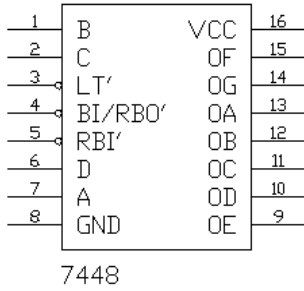 1 B VCC 16
2 C OF 15
3 LT' OG 14
4 BI/RBO' OA 13
5 RBI' OB 12
6 D OC 11
7 A OD 10
8 GND OE 9
7448